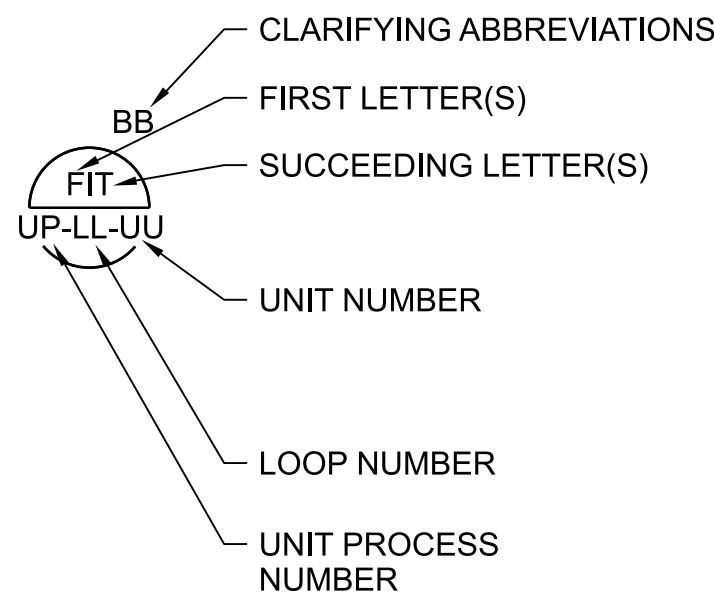 CLARIFYING ABBREVIATIONS
FIRST LETTER(S)
BB
SUCCEEDING LETTER(S)
FIT
UP-LL-UU
UNIT NUMBER
LOOP NUMBER
UNIT PROCESS
NUMBER